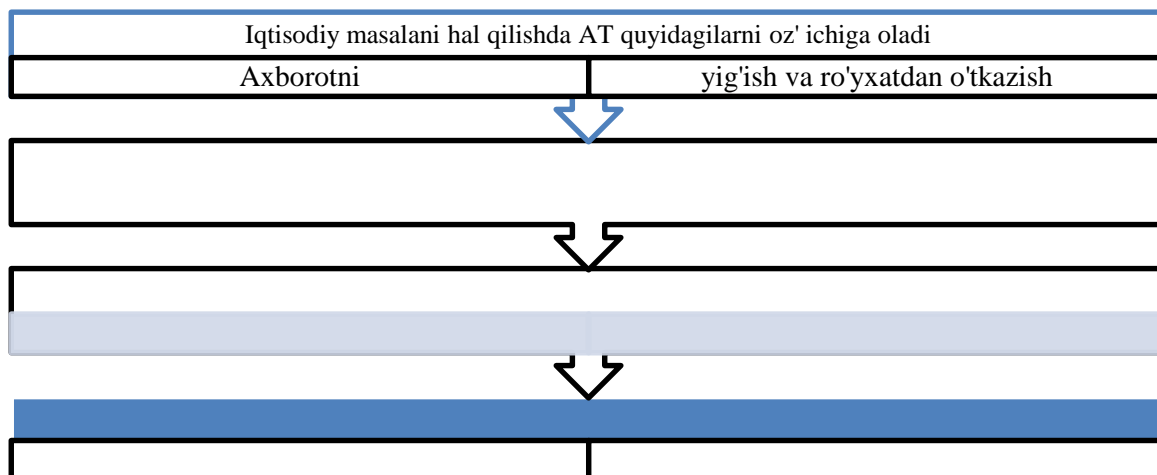 Iqtisodiy masalani hal qilishda AT quyidagilarni oz' ichiga oladi
Axborotni yig'ish va ro'yxatdan o'tkazish